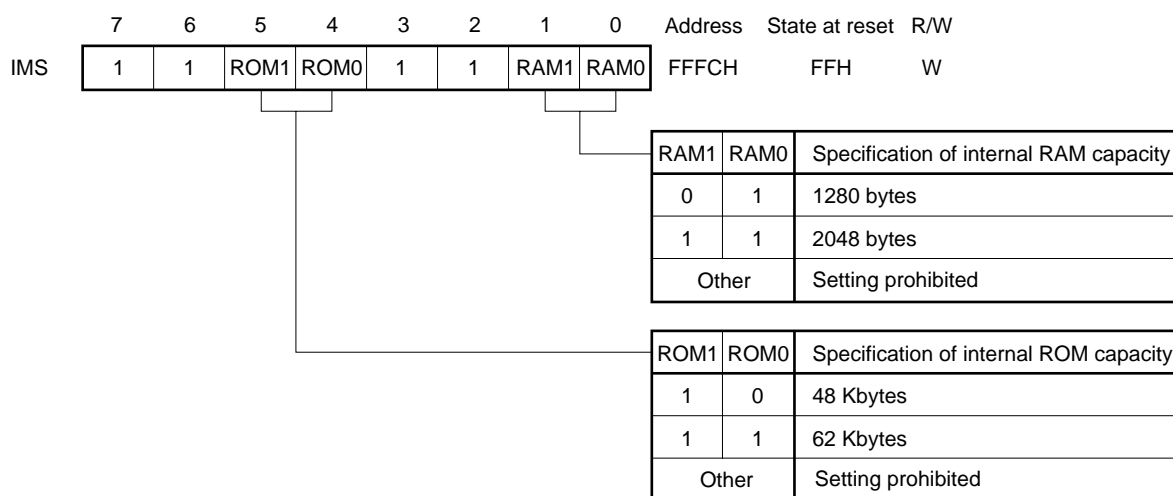 7 6 5 4 3 2 1 0 Address State at reset R/W
IMS 1 1 ROM1 ROM0 1 1 RAM1 RAM0 FFFCH FFH W
RAM1 RAM0 Specification of internal RAM capacity
0 1 1280 bytes
1 1 2048 bytes
Other Setting prohibited
ROM1 ROM0 Specification of internal ROM capacity
1 0 48 Kbytes
1 1 62 Kbytes
Other Setting prohibited